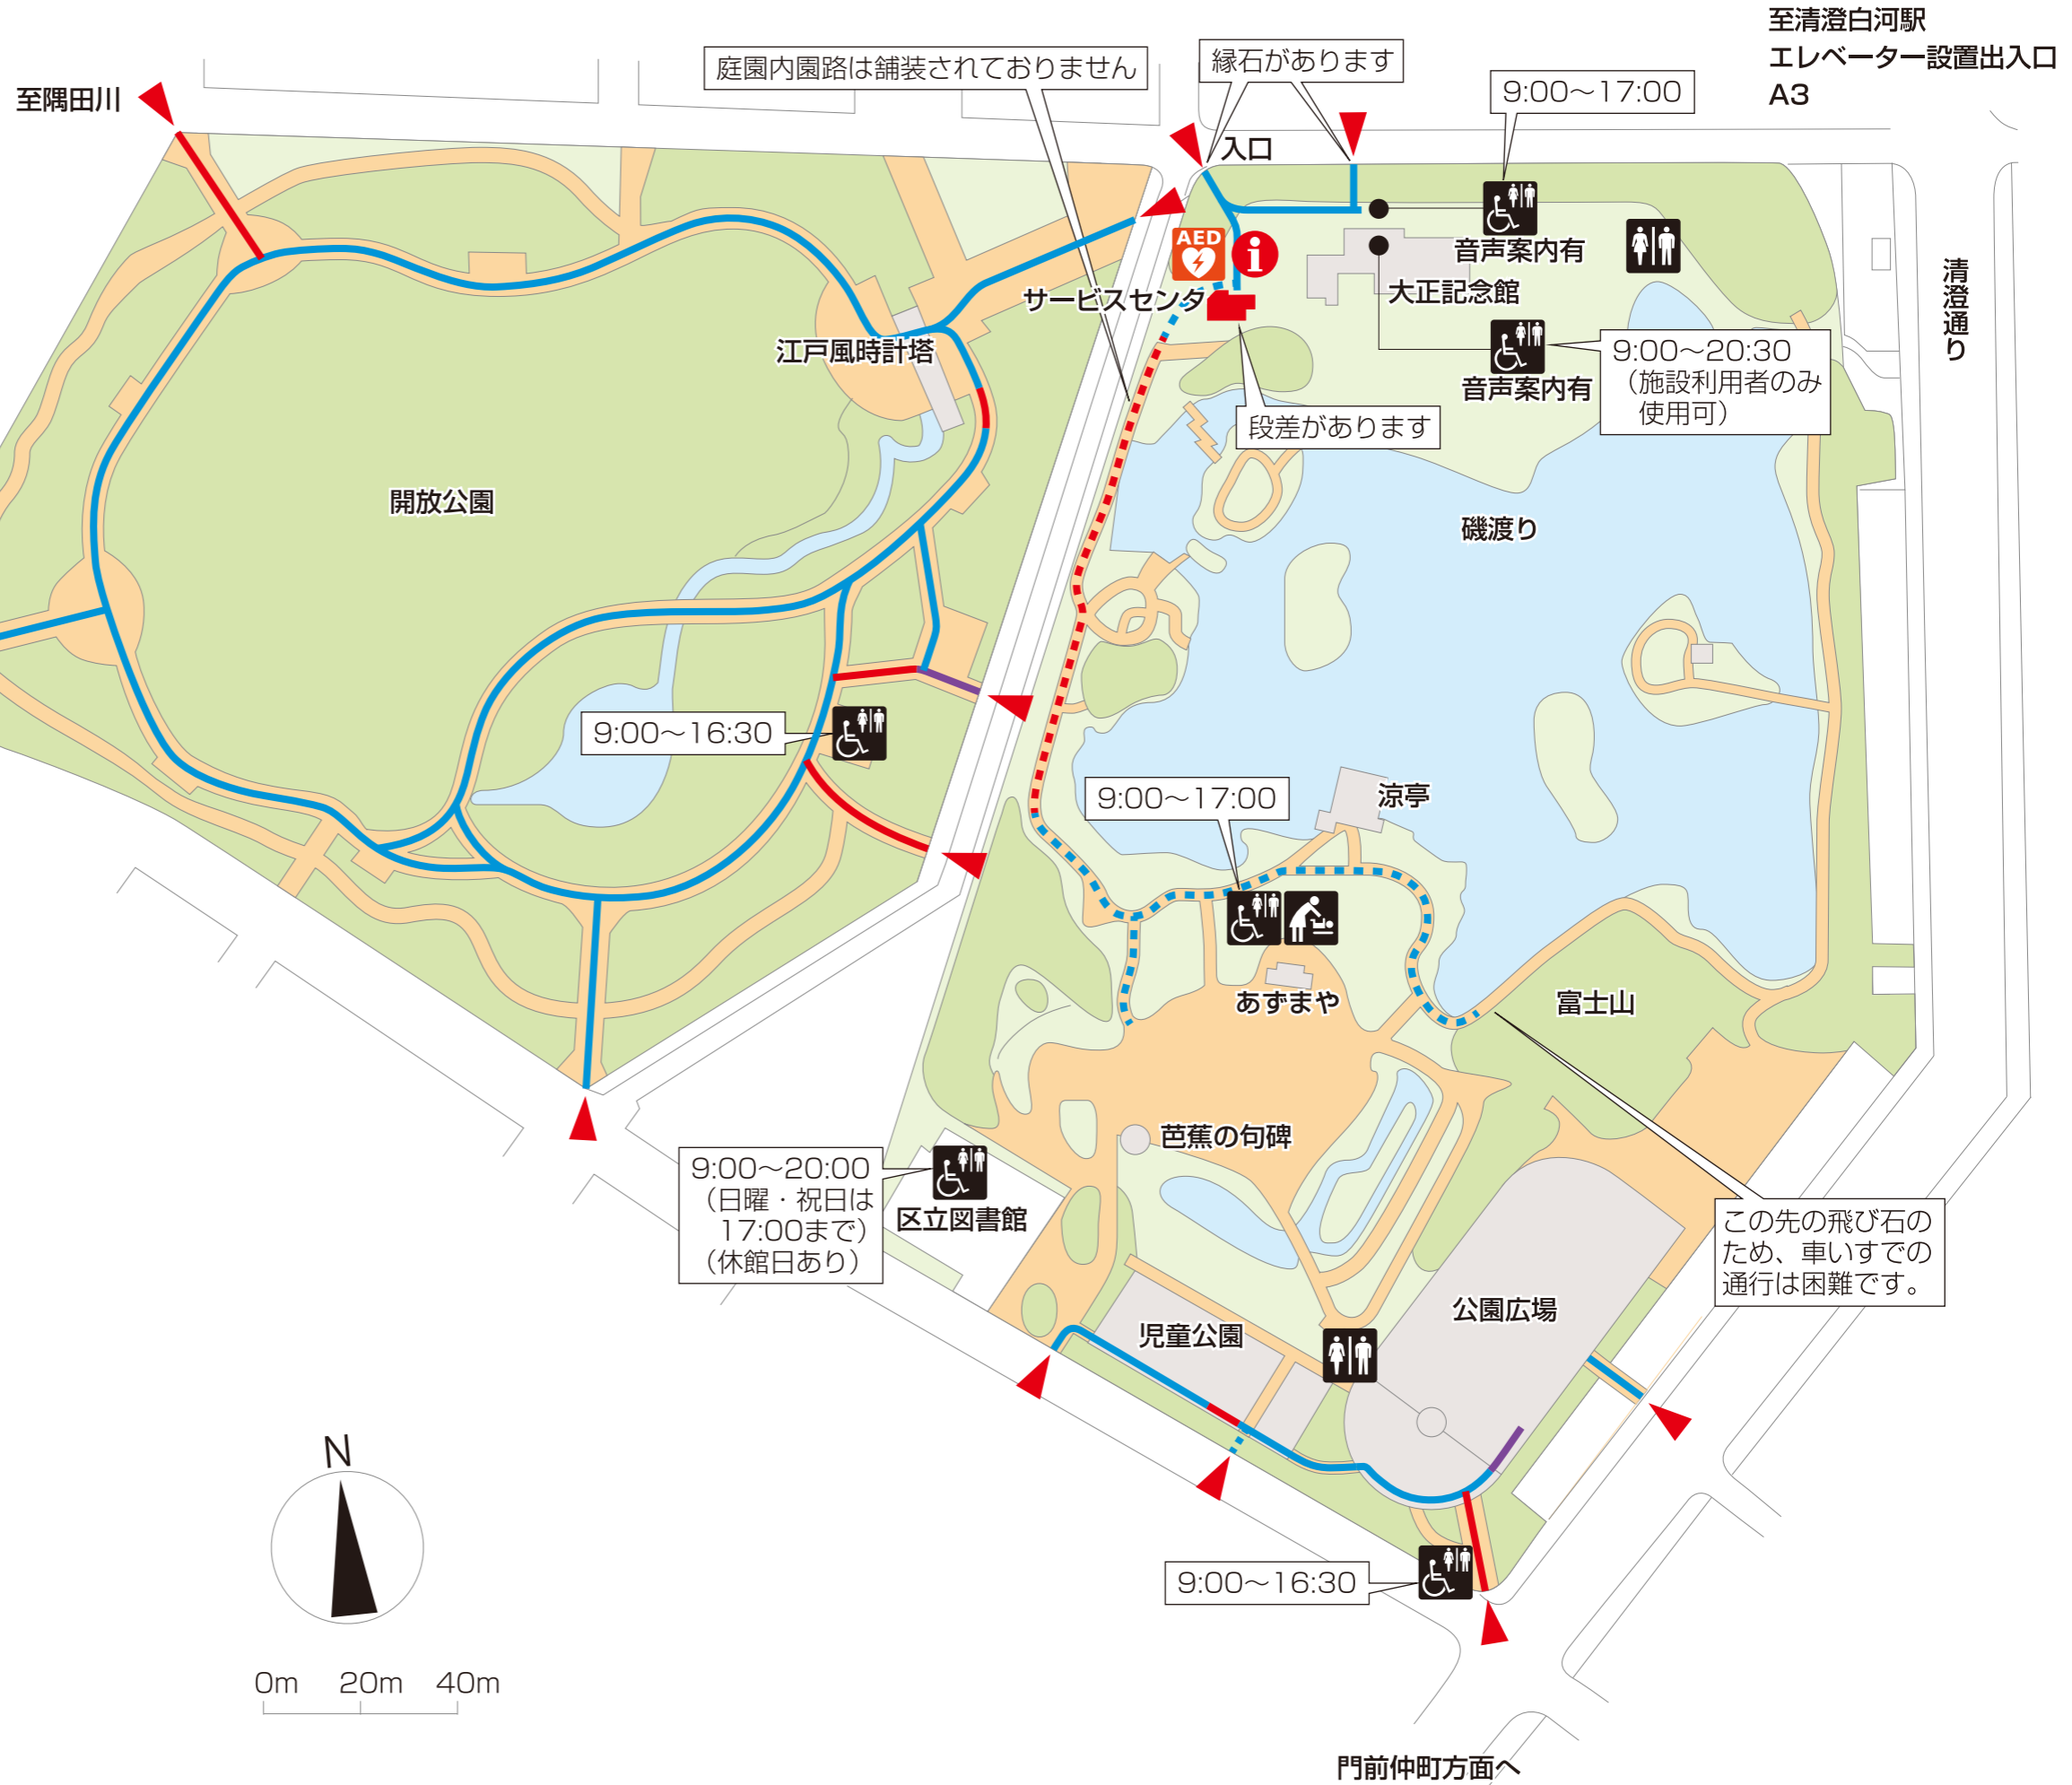 至清澄白河駅
エレベーター設置出入口
A3
庭園内園路は舗装されておりません
縁石があります
9:00〜17:00
至隅田川
入口
音声案内有
AED
i
サービスセンタ
大正記念館
清澄通り
江戸風時計塔
音声案内有
9:00〜20:30
（施設利用者のみ
使用可）
段差があります
開放公園
磯渡り
9:00〜16:30
9:00〜17:00
涼亭
あずまや
富士山
芭蕉の句碑
9:00〜20:00
（日曜・祝日は
17:00まで）
（休館日あり）
区立図書館
この先の飛び石の
ため、車いすでの
通行は困難です。
公園広場
児童公園
N
9:00〜16:30
0m 20m 40m
門前仲町方面へ